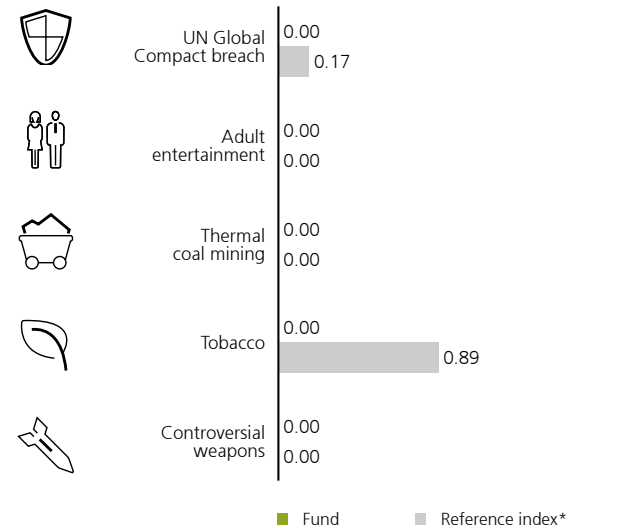 UN Global
Compact breach
0.00
0.17
Adult
entertainment
0.00
0.00
Thermal
coal mining
0.00
0.00
Tobacco
0.00
0.89
Controversial
weapons
0.00
0.00
Fund
Reference index*